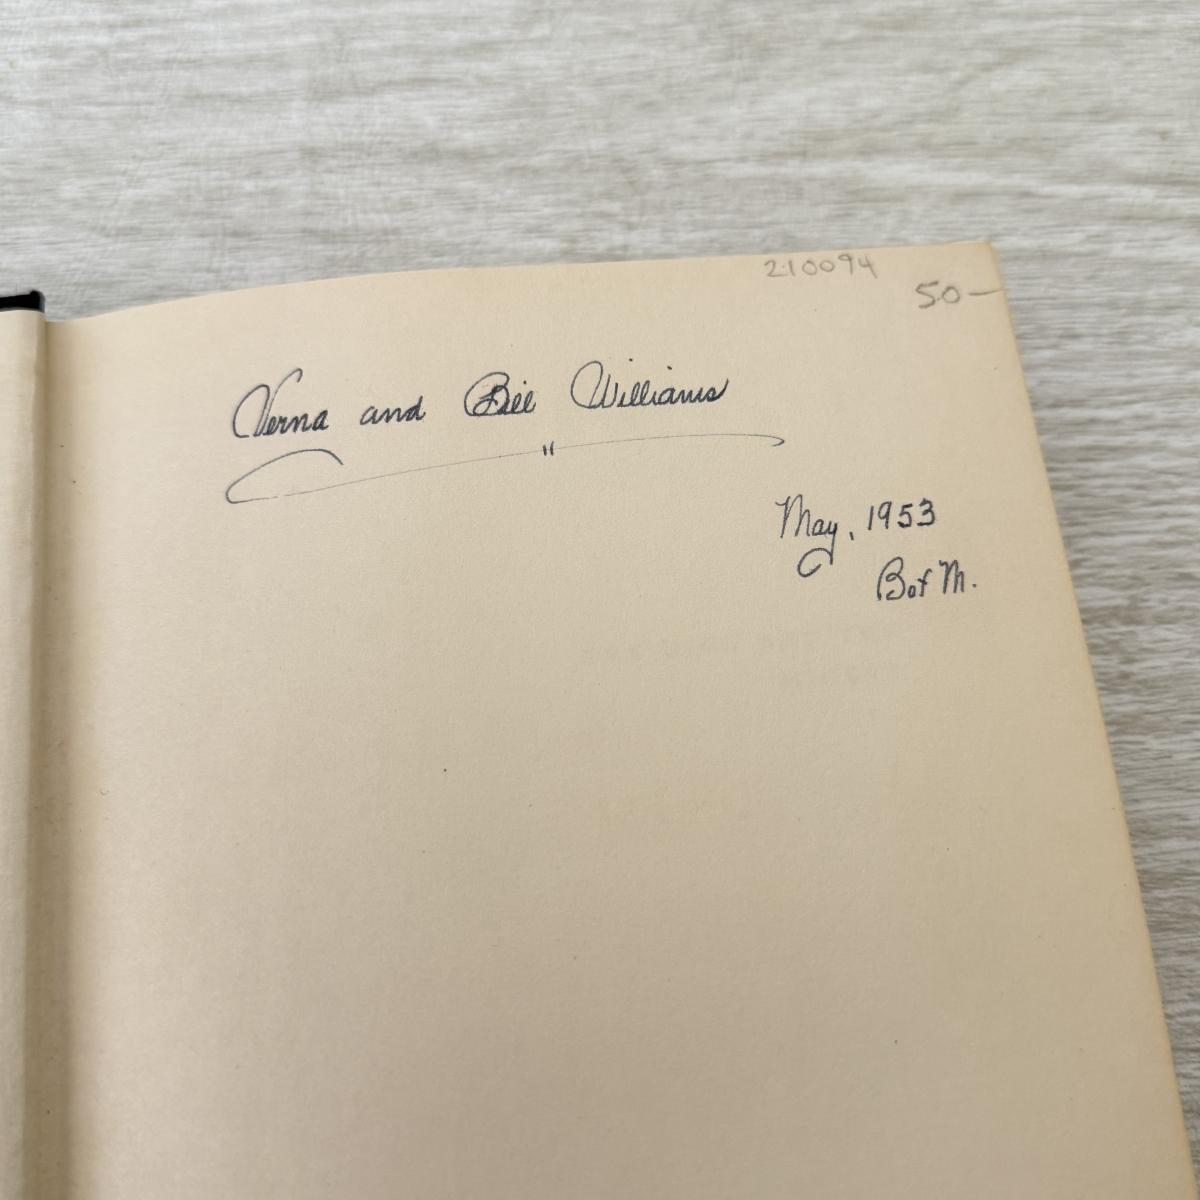 210094
50—
Verna and Bill Williams
"
May, 1953
B of M.